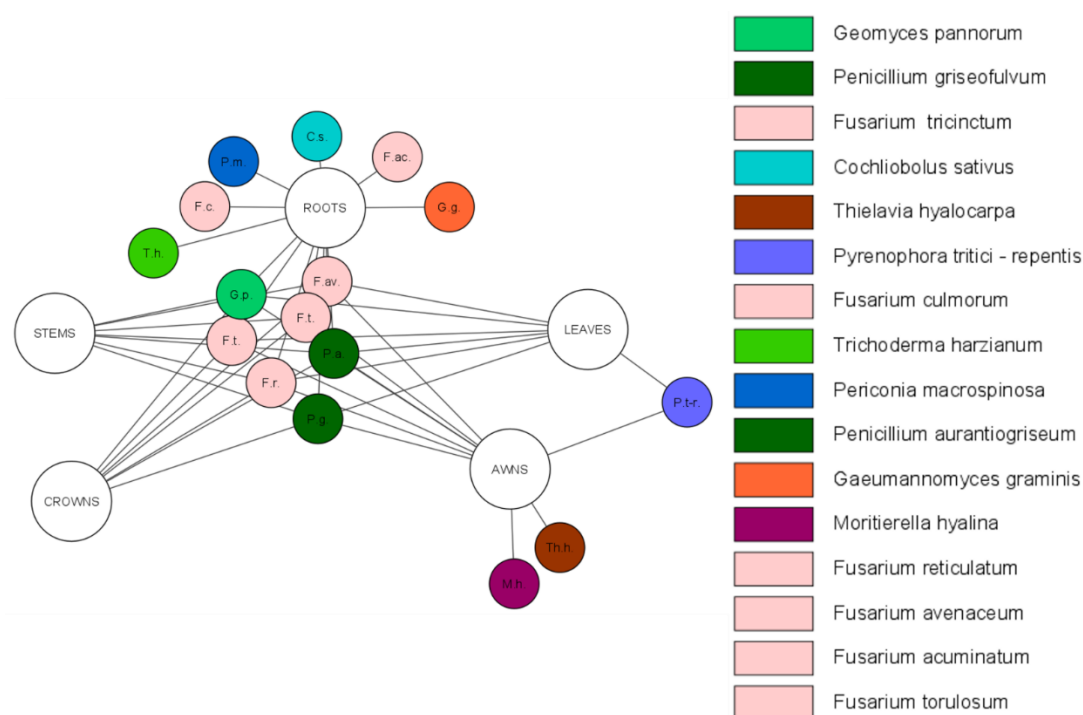 C.s.
P.m.
F.ac.
F.c.
ROOTS
G.g.
T.h.
G.p.
F.av.
F.t.
STEMS
F.t.
P.a.
LEAVES
F.r.
P.g.
P.t-r.
CROWNS
AWNS
Th.h.
M.h.
Geomyces pannorum
Penicillium griseofulvum
Fusarium tricinctum
Cochliobolus sativus
Thielavia hyalocarpa
Pyrenophora tritici - repentis
Fusarium culmorum
Trichoderma harzianum
Periconia macrospinosa
Penicillium aurantiogriseum
Gaeumannomyces graminis
Moritierella hyalina
Fusarium reticulatum
Fusarium avenaceum
Fusarium acuminatum
Fusarium torulosum